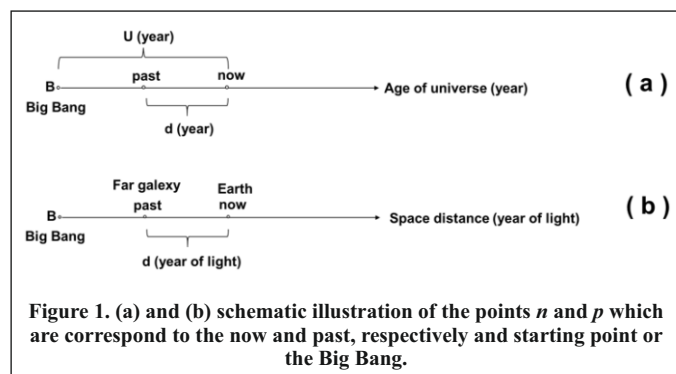 U (year)
past now
B
Big Bang
Age of universe (year)
( a )
d (year)
Far galexy Earth
past now
B
Big Bang
Space distance (year of light)
( b )
d (year of light)
Figure 1. (a) and (b) schematic illustration of the points n and p which
are correspond to the now and past, respectively and starting point or
the Big Bang.